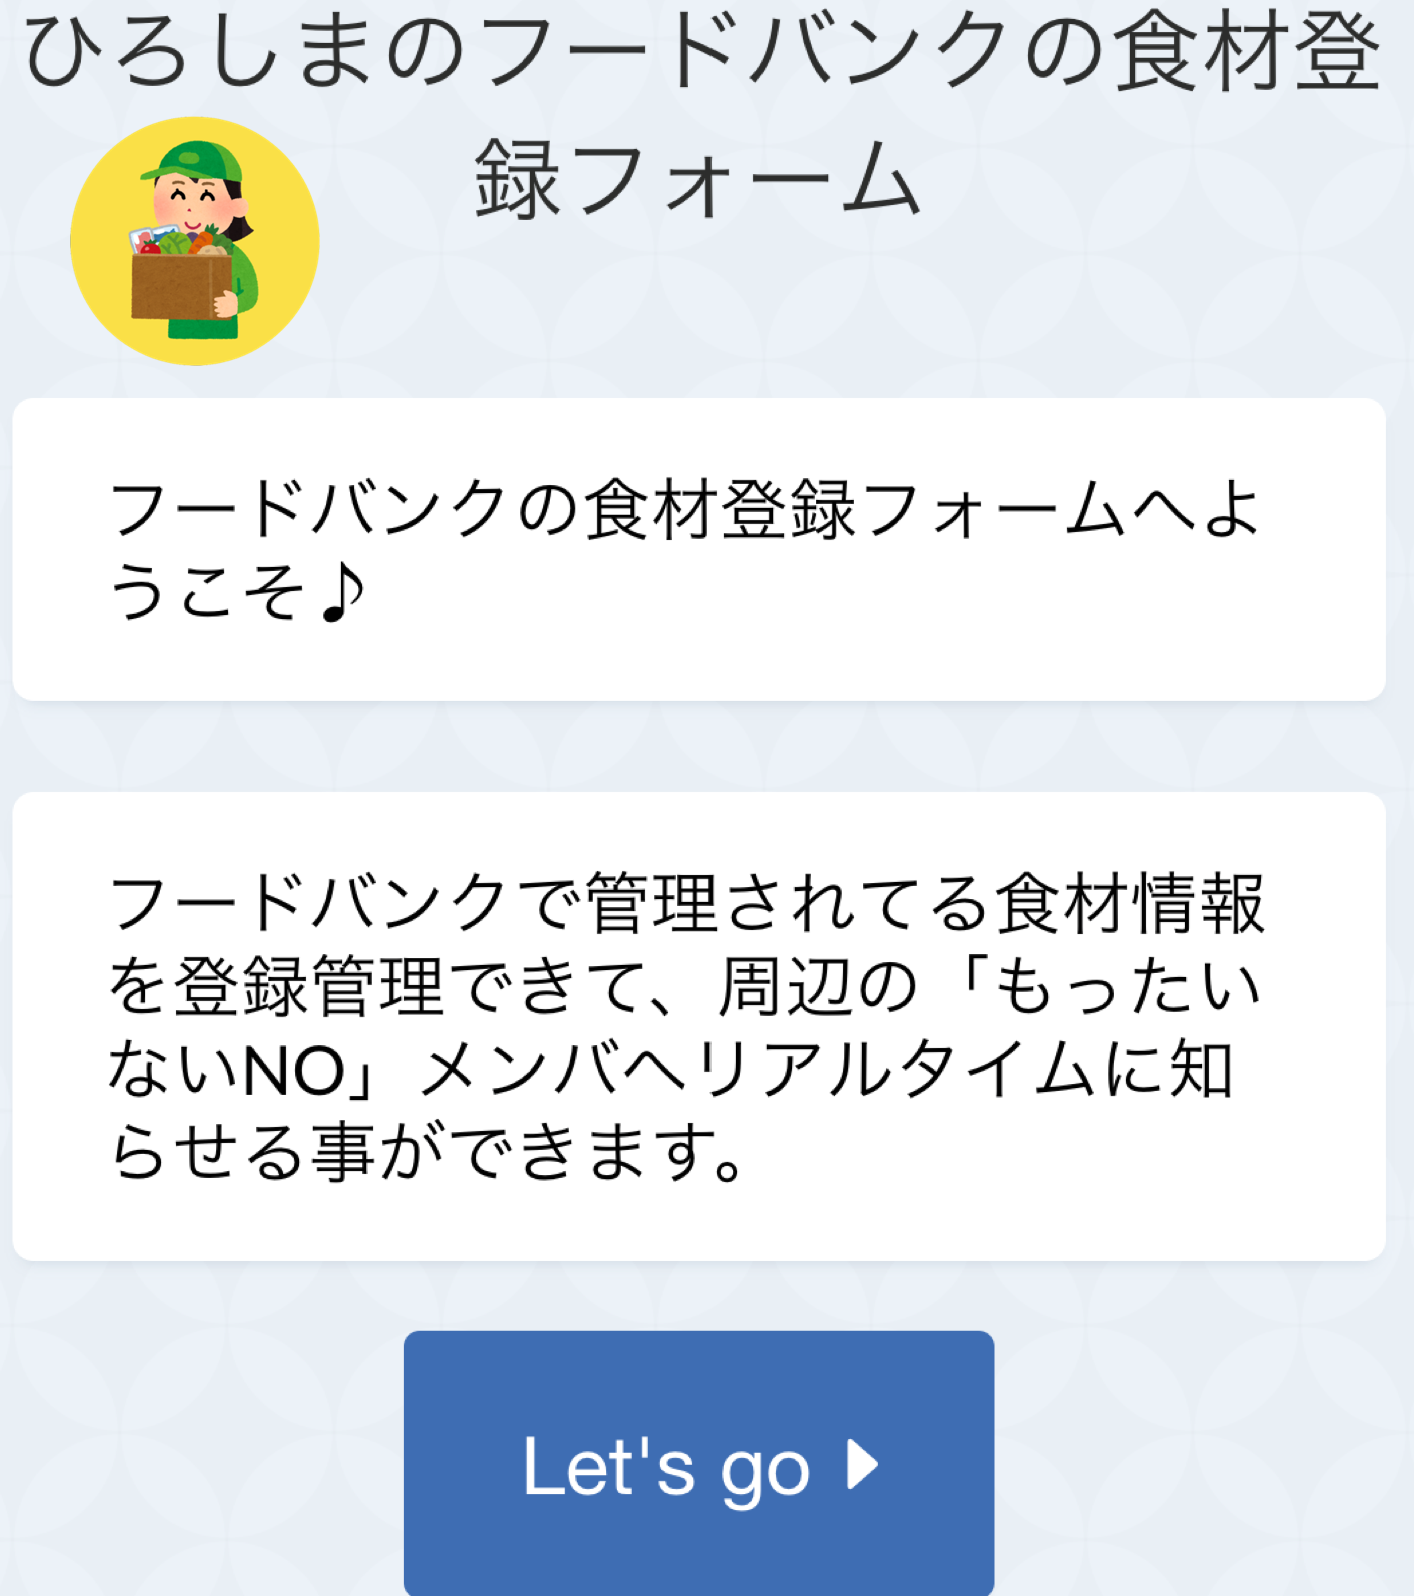 ひろしまのフードバンクの食材登
録フォーム
フードバンクの食材登録フォームへよ
うこそ♪
フードバンクで管理されてる食材情報
を登録管理できて、周辺の「もったい
ないNO」メンバへリアルタイムに知
らせる事ができます。
Let's go ▶